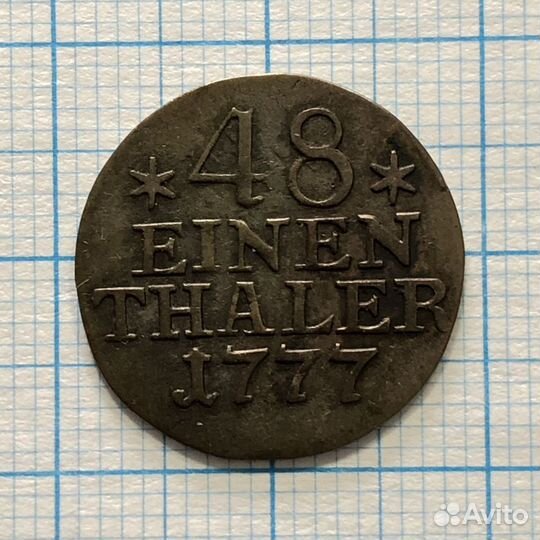 * 48 *
EINEN
THALER
1777
Avito